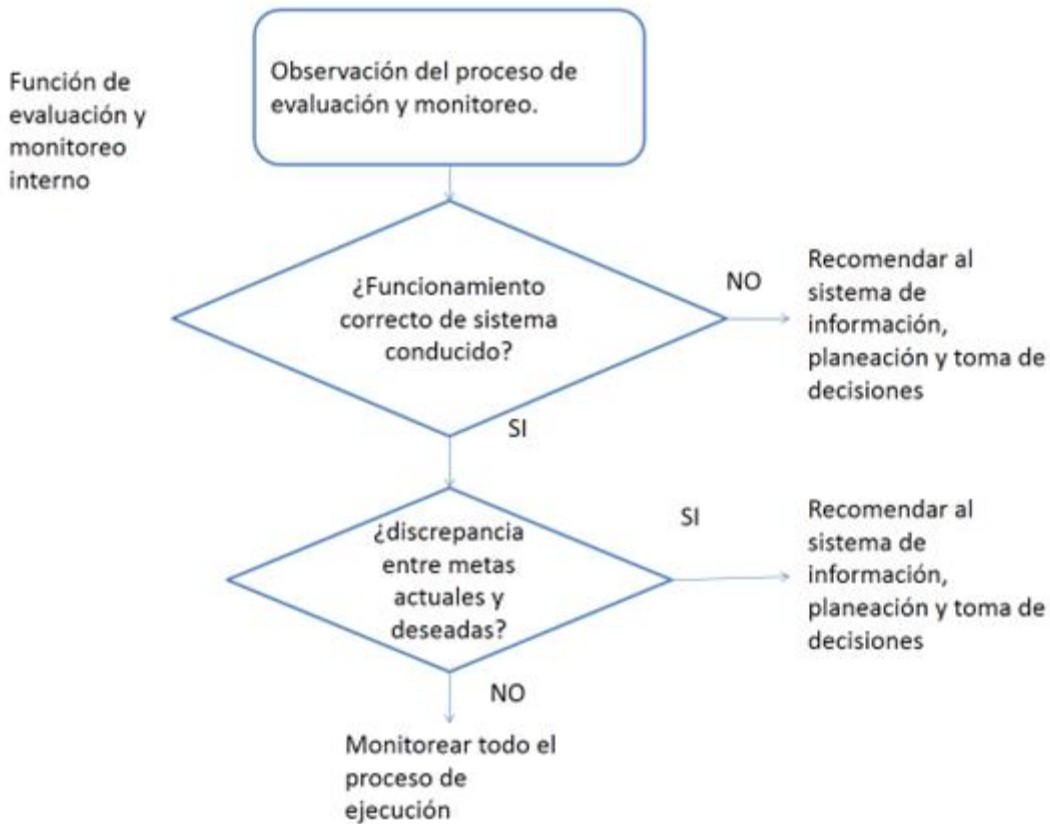 Función de
evaluación y
monitoreo
interno
Observación del proceso de
evaluación y monitoreo.
¿Funcionamiento
correcto de sistema
conducido?
NO
Recomendar al
sistema de
información,
planeación y toma de
decisiones
SI
¿discrepancia
entre metas
actuales y
deseadas?
SI
Recomendar al
sistema de
información,
planeación y toma de
decisiones
NO
Monitorear todo el
proceso de
ejecución